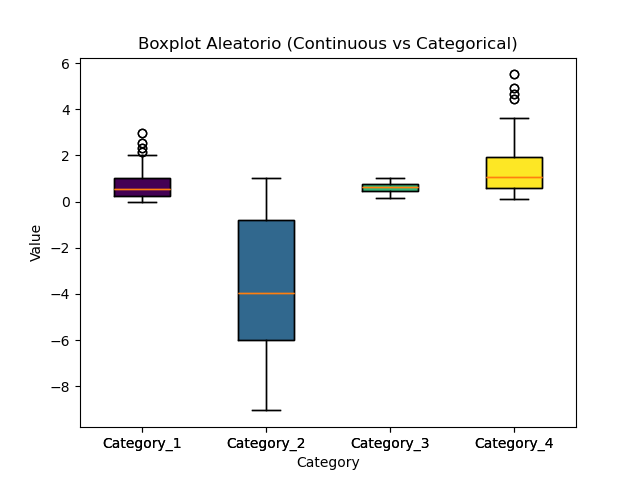 Boxplot Aleatorio (Continuous vs Categorical)
6
4
2
0
−2
−4
−6
−8
Value
Category_1
Category_2
Category_3
Category_4
Category